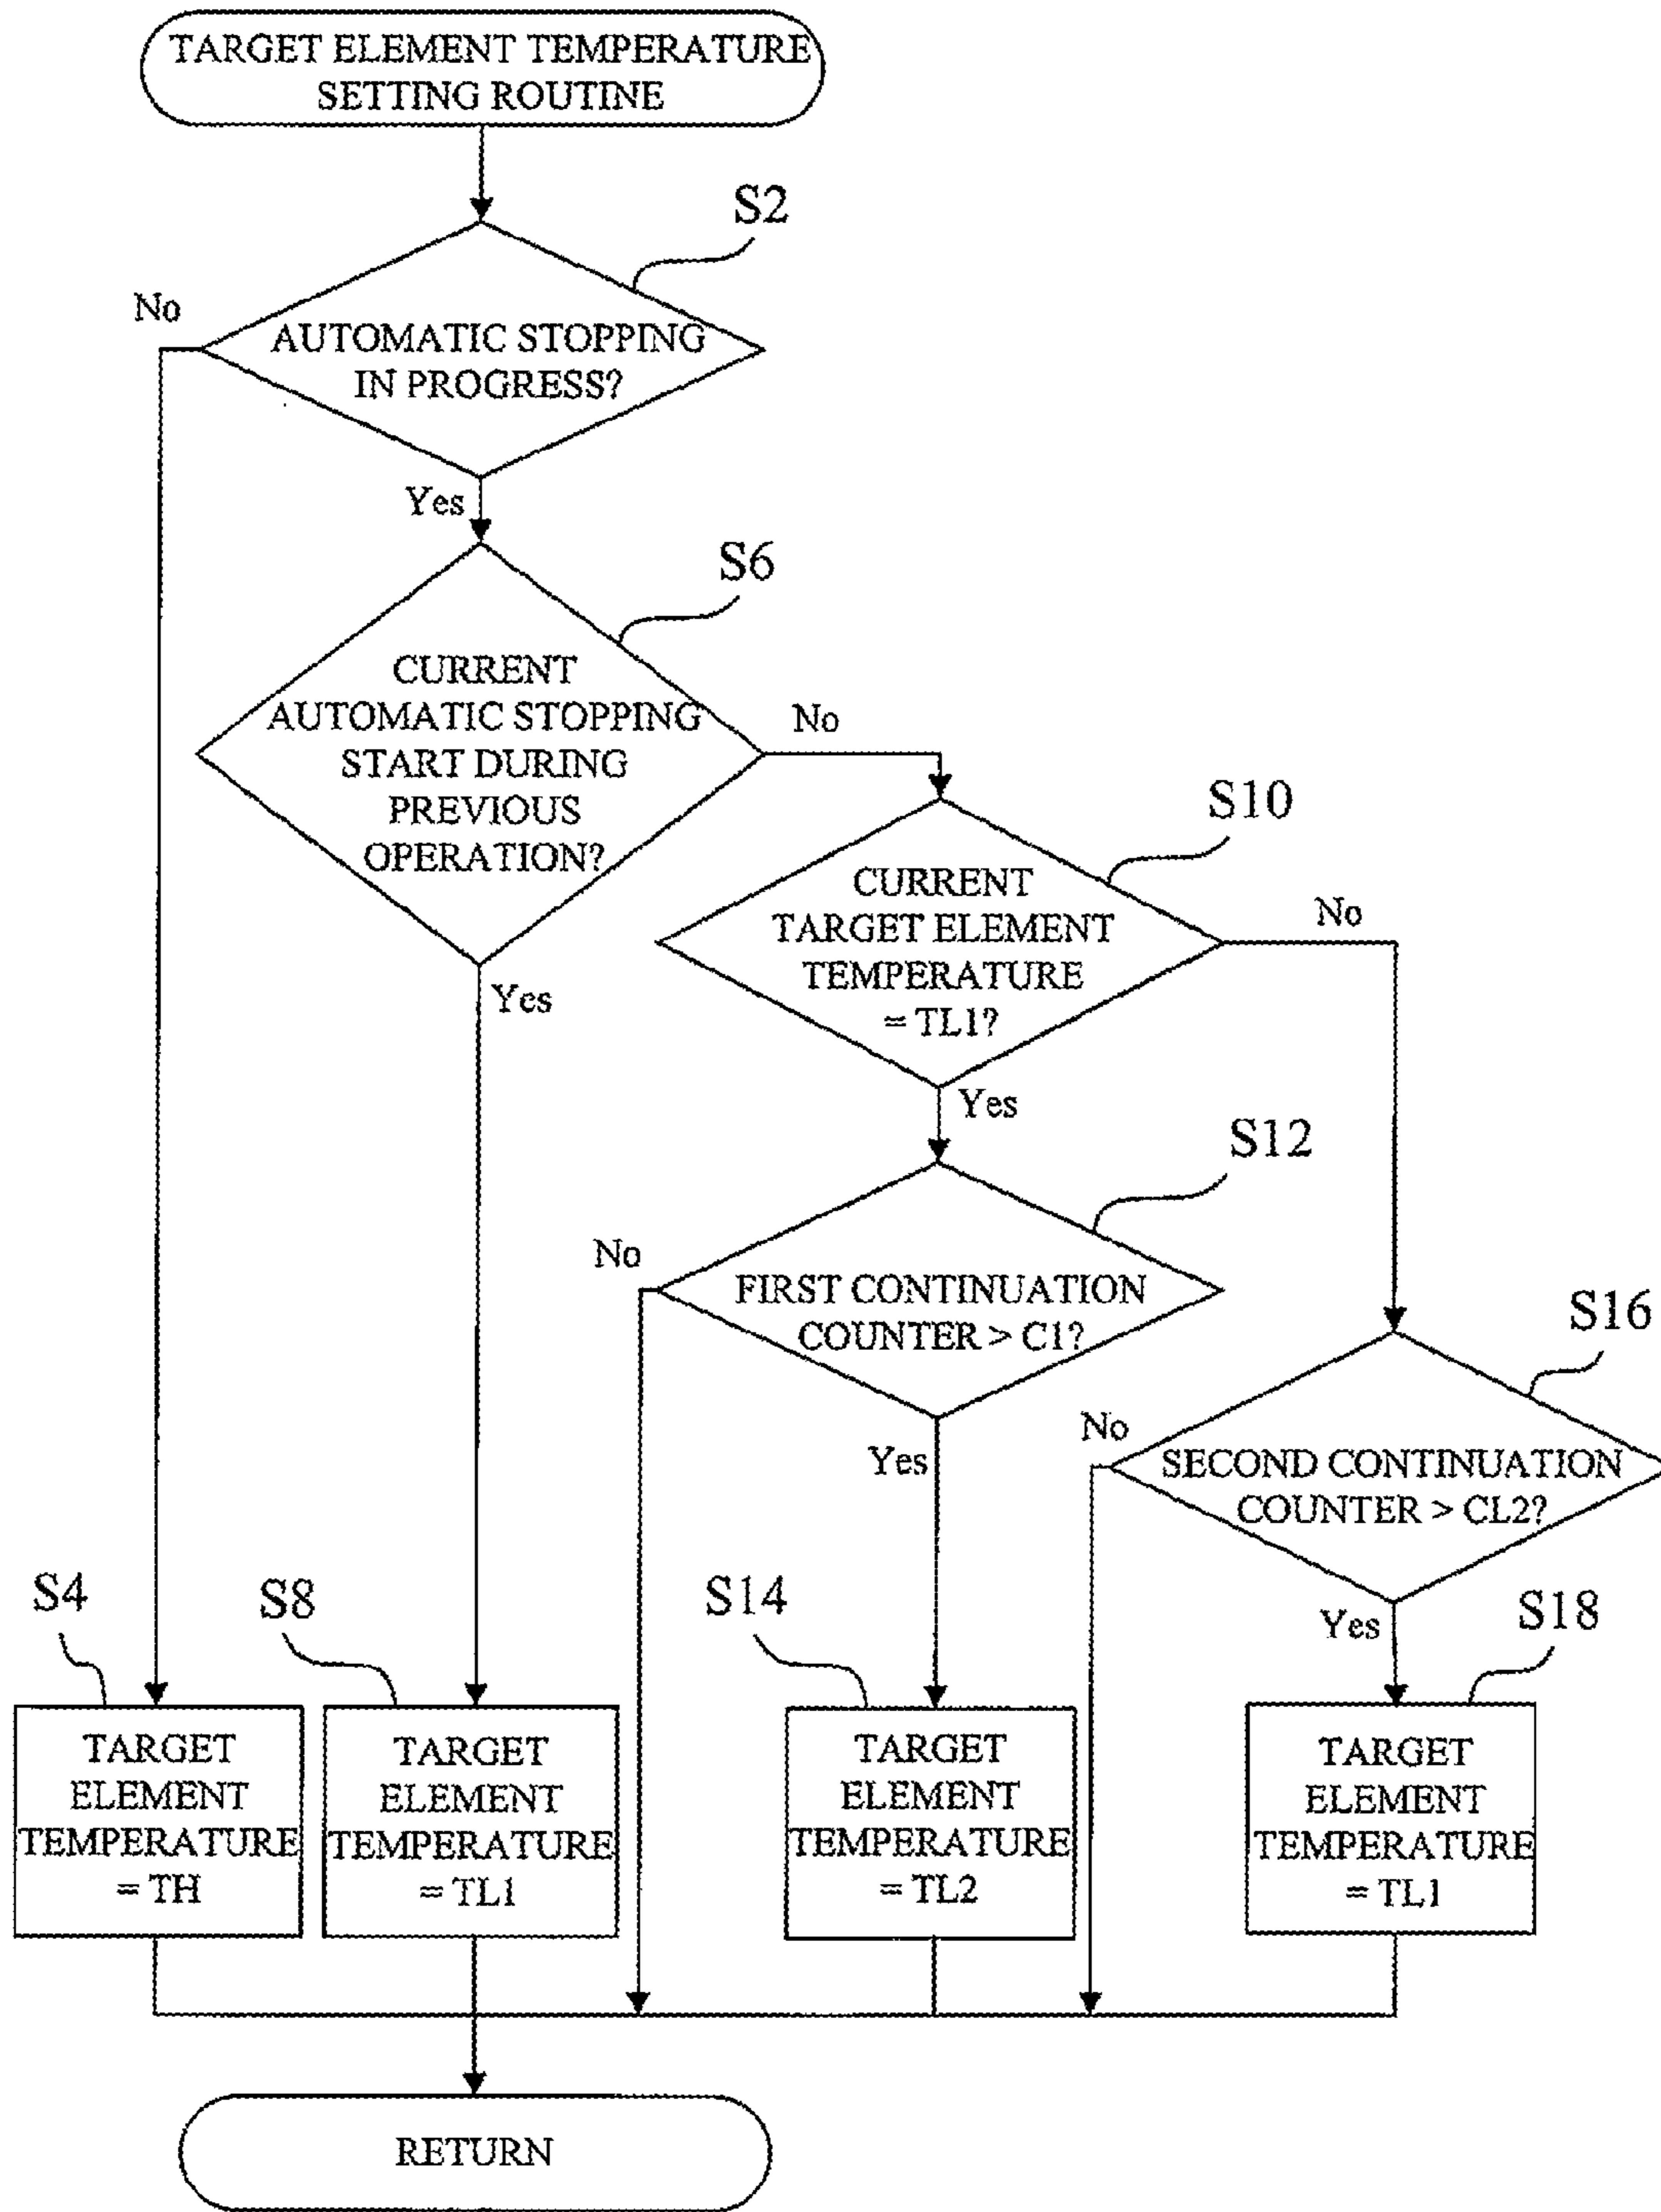 TARGET ELEMENT TEMPERATURE
SETTING ROUTINE
S2
No
AUTOMATIC STOPPING
IN PROGRESS?
Yes
S6
CURRENT
AUTOMATIC STOPPING
START DURING
PREVIOUS
OPERATION?
No
Yes
S10
CURRENT
TARGET ELEMENT
TEMPERATURE
= TL1?
No
Yes
S12
No
FIRST CONTINUATION
COUNTER > C1?
Yes
S16
No
SECOND CONTINUATION
COUNTER > CL2?
Yes
S4
TARGET
ELEMENT
TEMPERATURE
= TH
S8
TARGET
ELEMENT
TEMPERATURE
= TL1
S14
TARGET
ELEMENT
TEMPERATURE
= TL2
S18
TARGET
ELEMENT
TEMPERATURE
= TL1
RETURN